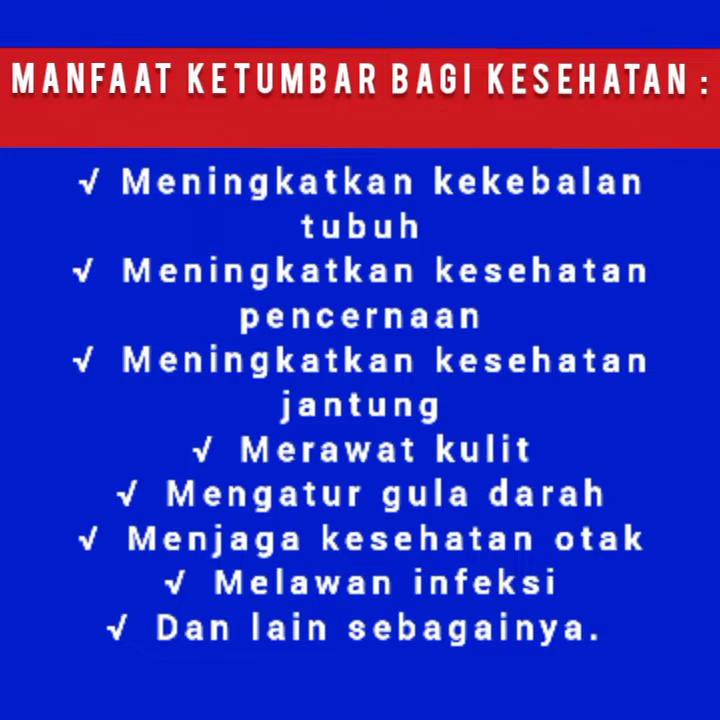 MANFAAT KETUMBAR BAGI KESEHATAN :
√ Meningkatkan kekebalan
tubuh
√ Meningkatkan kesehatan
pencernaan
√ Meningkatkan kesehatan
jantung
√ Merawat kulit
√ Mengatur gula darah
√ Menjaga kesehatan otak
√ Melawan infeksi
√ Dan lain sebagainya.